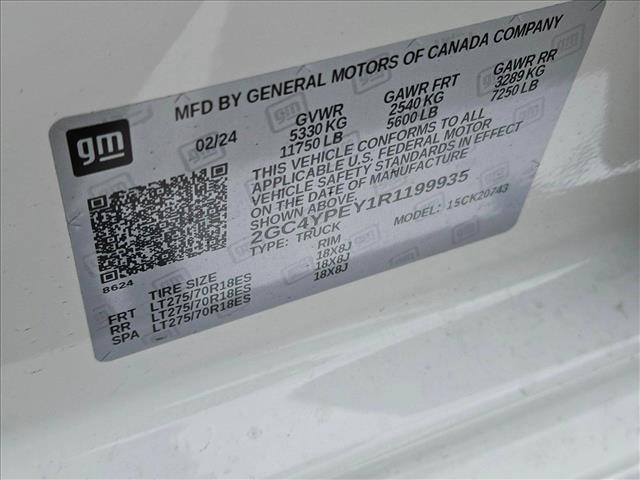 MFD BY GENERAL MOTORS OF CANADA COMPANY
gm
02/24
GVWR
5330 KG
11750 LB
GAWR FRT
2540 KG
5600 LB
GAWR RR
3289 KG
7250 LB
THIS VEHICLE CONFORMS TO ALL
APPLICABLE U.S. FEDERAL MOTOR
VEHICLE SAFETY STANDARDS IN EFFECT
ON THE DATE OF MANUFACTURE
SHOWN ABOVE.
2GC4YPEY1R1199935
TYPE: TRUCK
MODEL: 15CK20743
8624
TIRE SIZE
RIM
FRT LT275/70R18ES 18X8J
RR LT275/70R18ES 18X8J
SPA LT275/70R18ES 18X8J